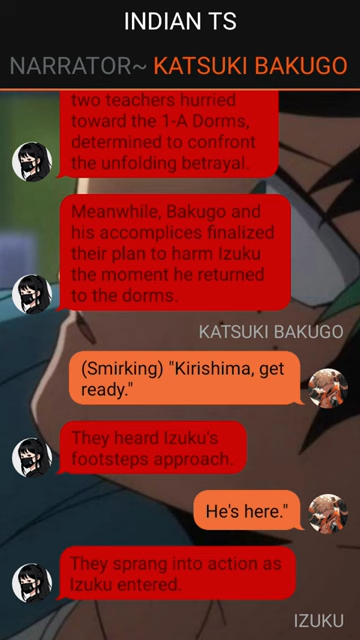 INDIAN TS
NARRATOR~ KATSUKI BAKUGO
two teachers hurried
toward the 1-A Dorms,
determined to confront
the unfolding betrayal.
Meanwhile, Bakugo and
his accomplices finalized
their plan to harm Izuku
the moment he returned
to the dorms.
KATSUKI BAKUGO
(Smirking) "Kirishima, get
ready."
They heard Izuku's
footsteps approach.
He's here."
They sprang into action as
Izuku entered.
IZUKU